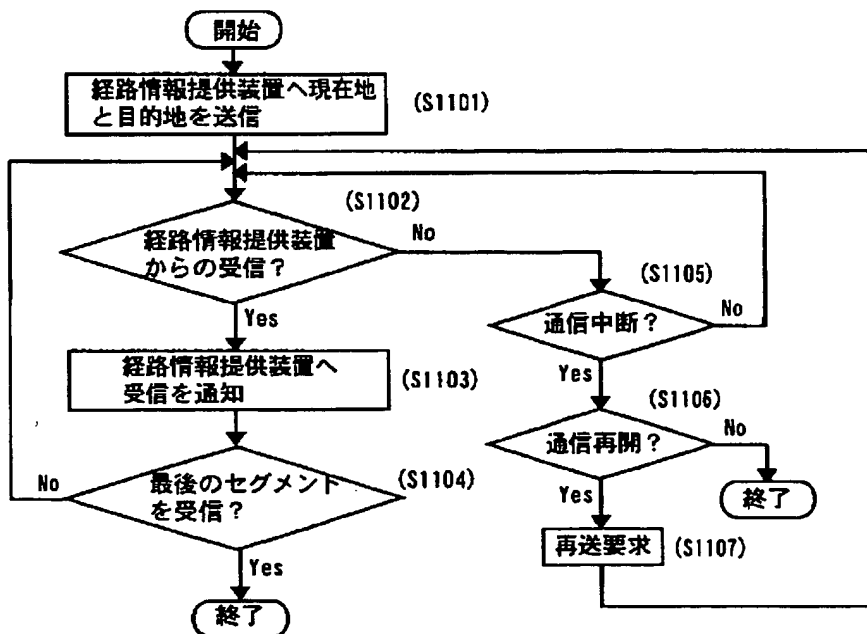 開始
経路情報提供装置へ現在地
と目的地を送信
(S1101)
(S1102)
経路情報提供装置
からの受信?
No
Yes
(S1105)
通信中断?
No
Yes
経路情報提供装置へ
受信を通知
(S1103)
(S1106)
通信再開?
No
Yes
終了
最後のセグメント
を受信?
(S1104)
No
Yes
再送要求
(S1107)
終了